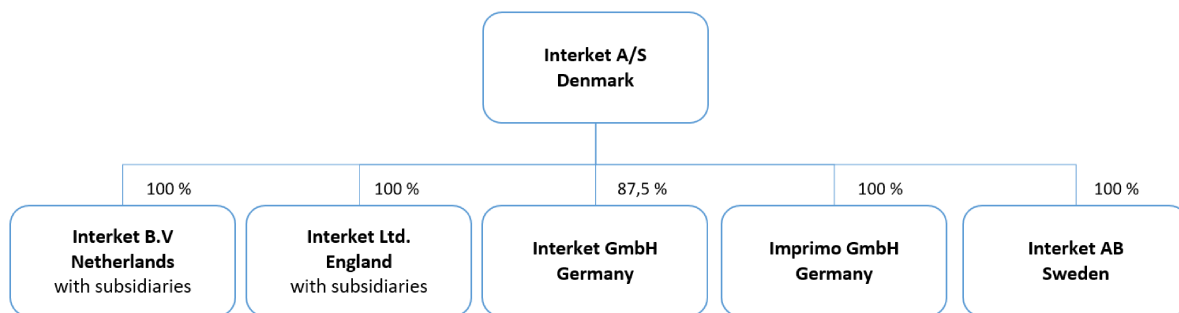 Interket A/S
Denmark
100 %
100 %
87,5 %
100 %
100 %
Interket B.V
Netherlands
with subsidiaries
Interket Ltd.
England
with subsidiaries
Interket GmbH
Germany
Imprimo GmbH
Germany
Interket AB
Sweden